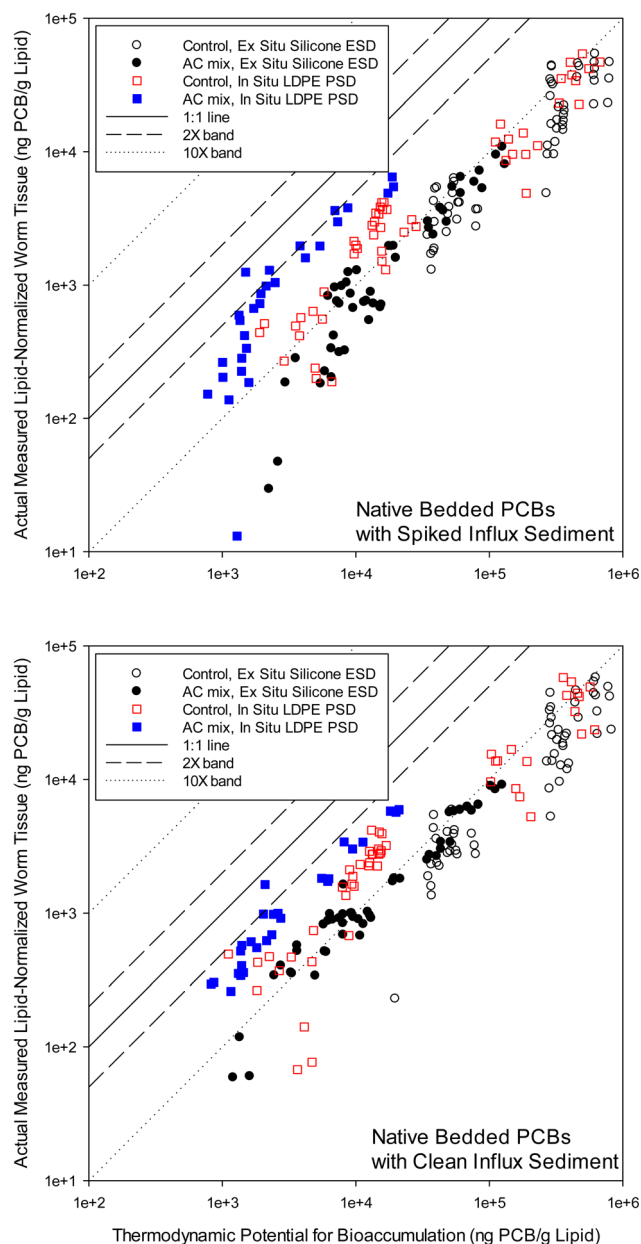 Actual Measured Lipid-Normalized Worm Tissue (ng PCB/g Lipid)
1e+5
1e+4
1e+3
1e+2
1e+1
Control, Ex Situ Silicone ESD
AC mix, Ex Situ Silicone ESD
Control, In Situ LDPE PSD
AC mix, In Situ LDPE PSD
1:1 line
2X band
10X band
Native Bedded PCBs
with Spiked Influx Sediment
1e+2 1e+3 1e+4 1e+5 1e+6
Actual Measured Lipid-Normalized Worm Tissue (ng PCB/g Lipid)
1e+5
1e+4
1e+3
1e+2
1e+1
Control, Ex Situ Silicone ESD
AC mix, Ex Situ Silicone ESD
Control, In Situ LDPE PSD
AC mix, In Situ LDPE PSD
1:1 line
2X band
10X band
Native Bedded PCBs
with Clean Influx Sediment
1e+2 1e+3 1e+4 1e+5 1e+6
Thermodynamic Potential for Bioaccumulation (ng PCB/g Lipid)